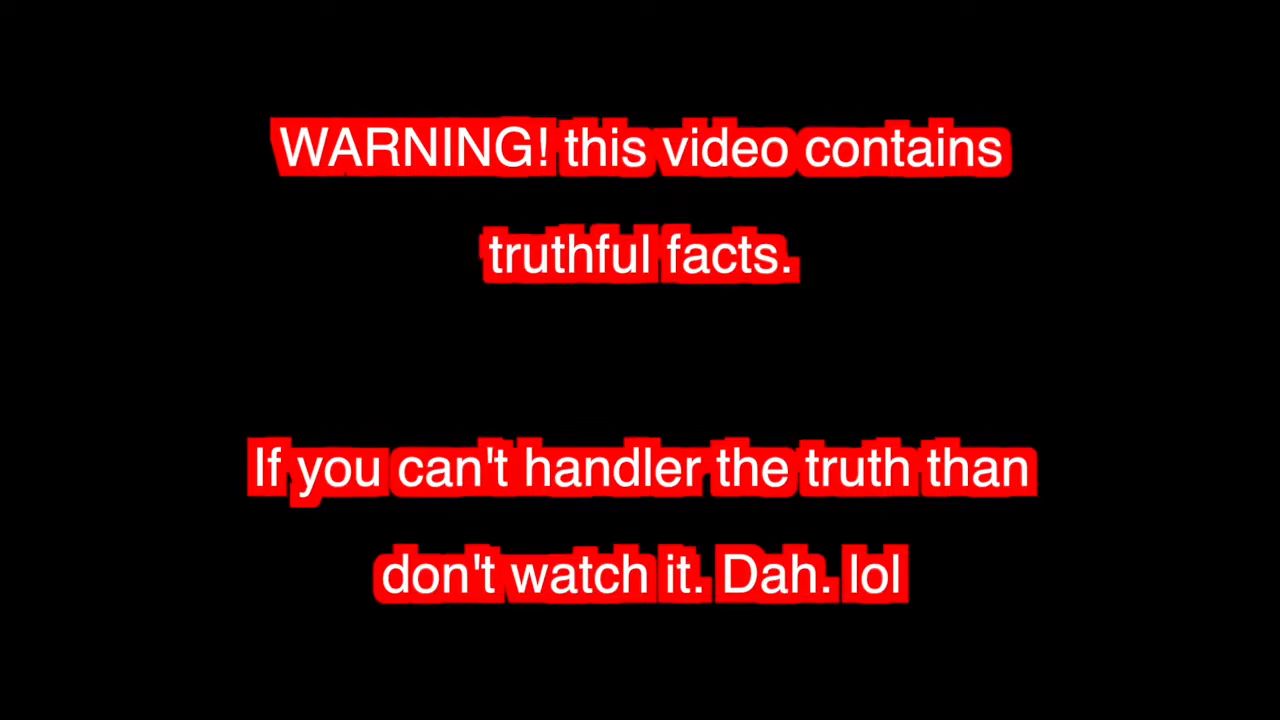 WARNING! this video contains
truthful facts.
If you can't handler the truth than
don't watch it. Dah. lol